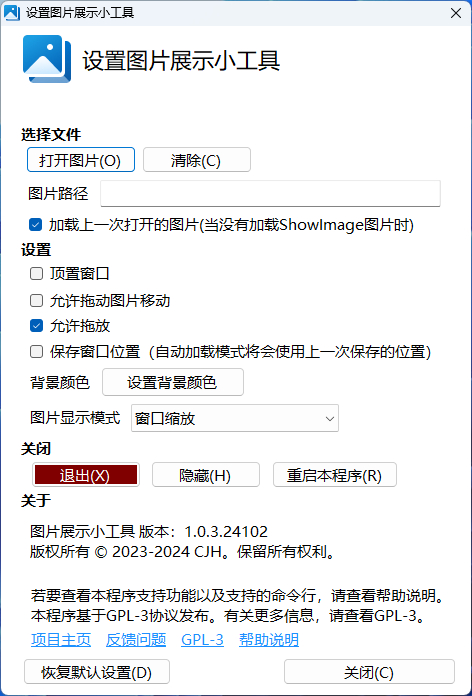 设置图片展示小工具
设置图片展示小工具
选择文件
打开图片(O) 清除(C)
图片路径
加载上一次打开的图片(当没有加载ShowImage图片时)
设置
顶置窗口
允许拖动图片移动
允许拖放
保存窗口位置（自动加载模式将会使用上一次保存的位置）
背景颜色 设置背景颜色
图片显示模式 窗口缩放
关闭
退出(X) 隐藏(H) 重启本程序(R)
关于
图片展示小工具 版本：1.0.3.24102
版权所有 © 2023-2024 CJH。保留所有权利。
若要查看本程序支持功能以及支持的命令行，请查看帮助说明。
本程序基于GPL-3协议发布。有关更多信息，请查看GPL-3。
项目主页 反馈问题 GPL-3 帮助说明
恢复默认设置(D) 关闭(C)